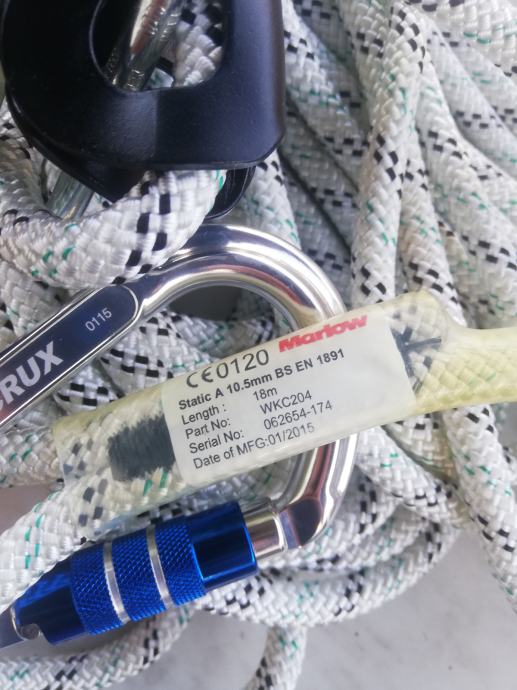 RUX
0115
CE0120 Marlow
Static A 10.5mm BS EN 1891
Length : 18m
Part No: WKC204
Serial No: 062654-174
Date of MFG:01/2015